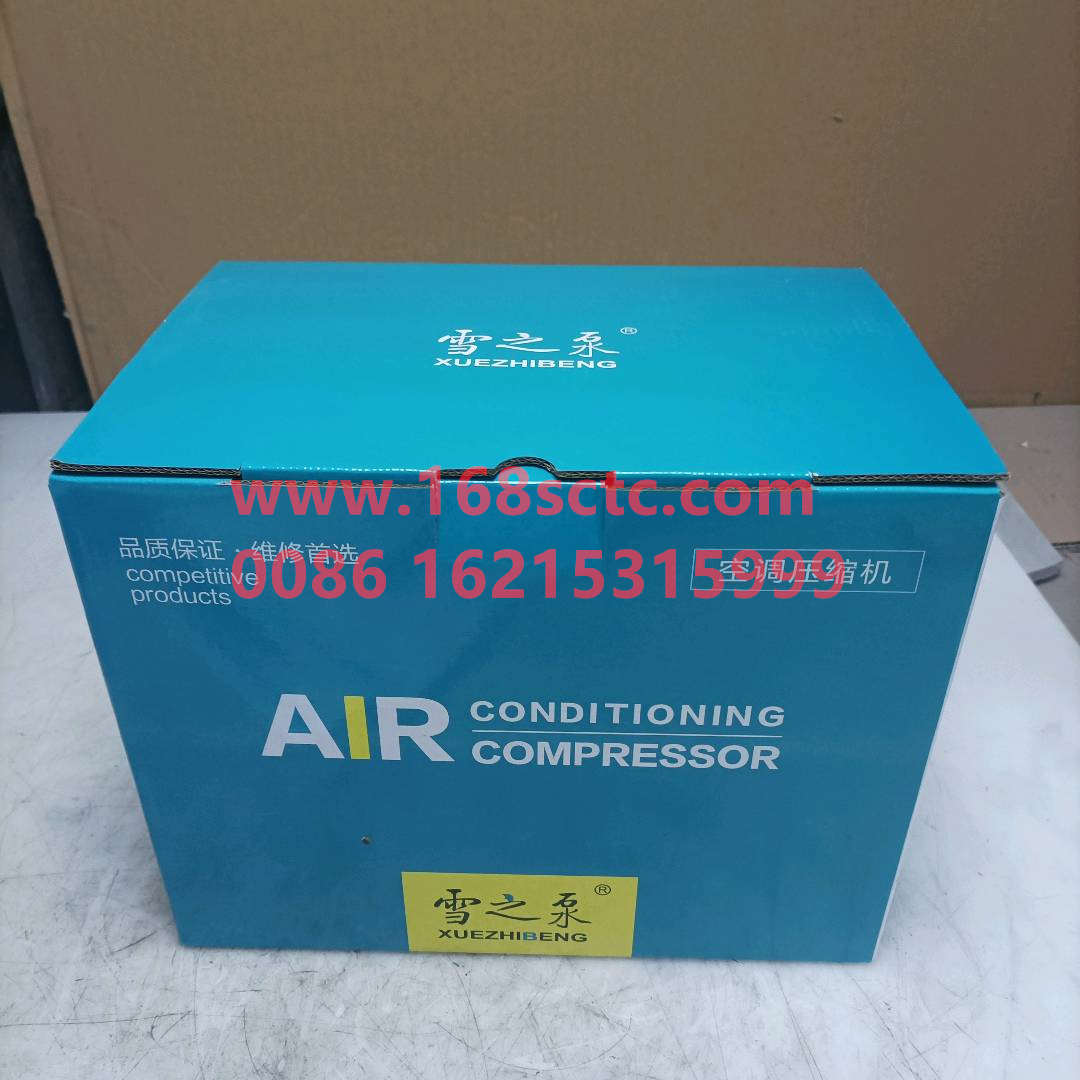 雪之泵®
XUEZHIBENG
www.168sctc.com
品质保证·维修首选
competitive
products
0086 16215315999
空调压缩机
AIR CONDITIONING
COMPRESSOR
雪之泵®
XUEZHIBENG